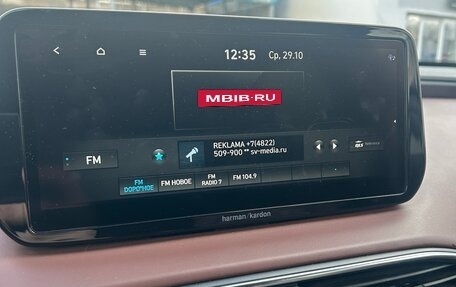 12:35 Ср, 29.10
MBIB.RU
REKLAMA +7(4822)
509-900 ** sv-media.ru
FM
FM ДОРОЖНОЕ
FM НОВОЕ
FM RADIO 7
FM 104.9
harman/kardon